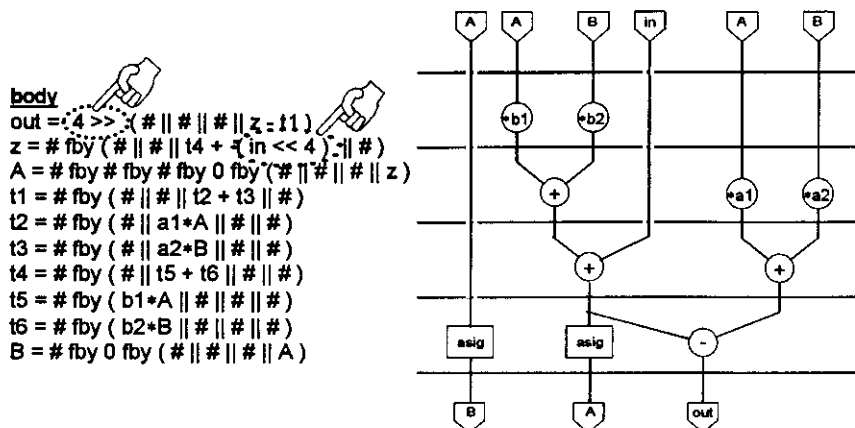 body
out = 4 >> ( # || # || # || z - t1 )
z = # fby ( # || # || t4 + ( in << 4 ) || # )
A = # fby # fby # fby 0 fby ( # || # || # || z )
t1 = # fby ( # || # || t2 + t3 || # )
t2 = # fby ( # || a1*A || # || # )
t3 = # fby ( # || a2*B || # || # )
t4 = # fby ( # || t5 + t6 || # || # )
t5 = # fby ( b1*A || # || # || # )
t6 = # fby ( b2*B || # || # || # )
B = # fby 0 fby ( # || # || # || A )
A A B in A B
*b1 *b2
+ *a1 *a2
+ +
asig asig -
B A out